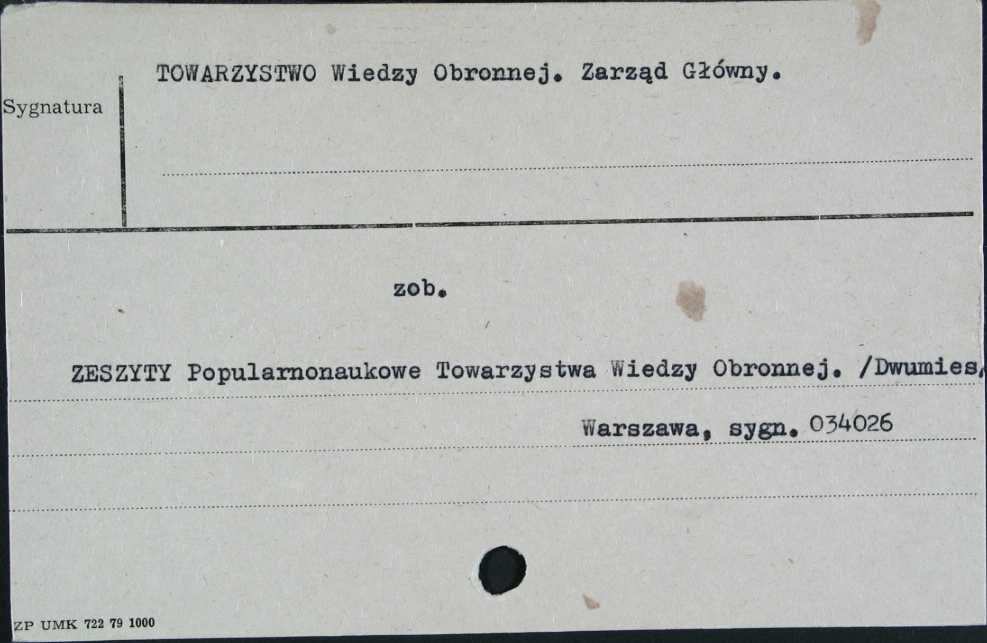 TOWARZYSTWO Wiedzy Obronnej. Zarząd Główny.
Sygnatura
zob.
ZESZYTY Popularnonaukowe Towarzystwa Wiedzy Obronnej. /Dwumies/
Warszawa, sygn. 034026
ZP UMK 722 79 1000